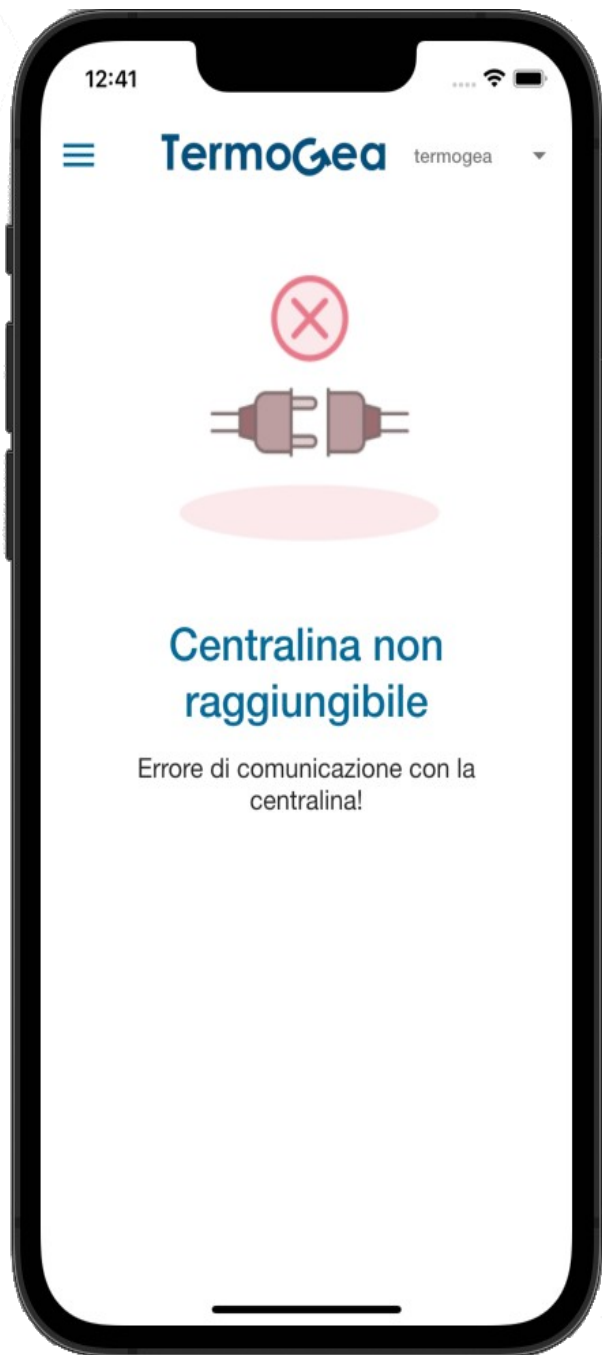 12:41
TermoGea termogea
Centralina non
raggiungibile
Errore di comunicazione con la
centralina!